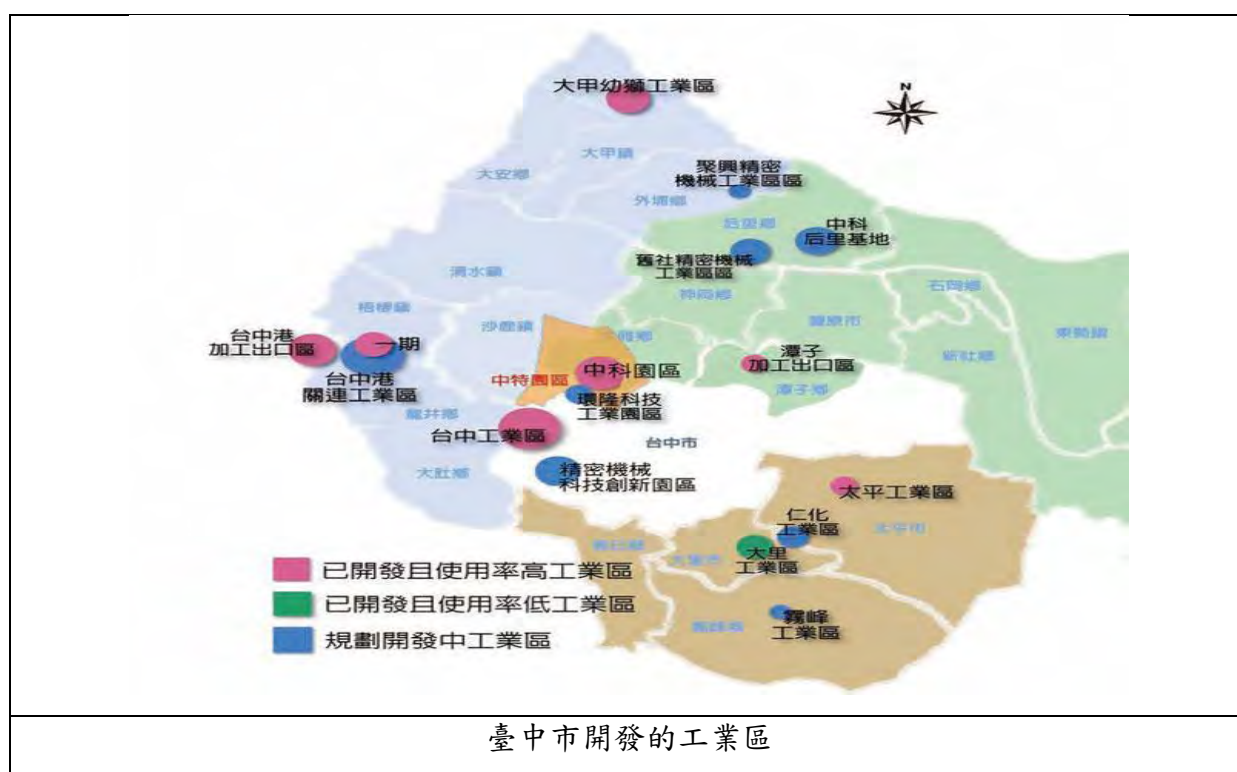 大甲幼獅工業區
N
大甲鎮
聚興精密
機械工業區區
大安鄉
外埔鄉
后里鄉
中科
后里基地
舊社精密機械
工業區區
清水鎮
神岡鄉
石岡鄉
梧棲鎮
豐原市
東勢鎮
沙鹿鎮
雅鄉
新社鄉
台中港
加工出口區
一期
潭子
加工出口區
中科園區
中特園區
台中港
關連工業區
潭子鄉
環隆科技
工業園區
龍井鄉
台中工業區
台中市
大肚鄉
精密機械
科技創新園區
太平工業區
仁化
工業區
太平市
大里
工業區
大里市
霧峰
工業區
已開發且使用率高工業區
已開發且使用率低工業區
規劃開發中工業區
臺中市開發的工業區